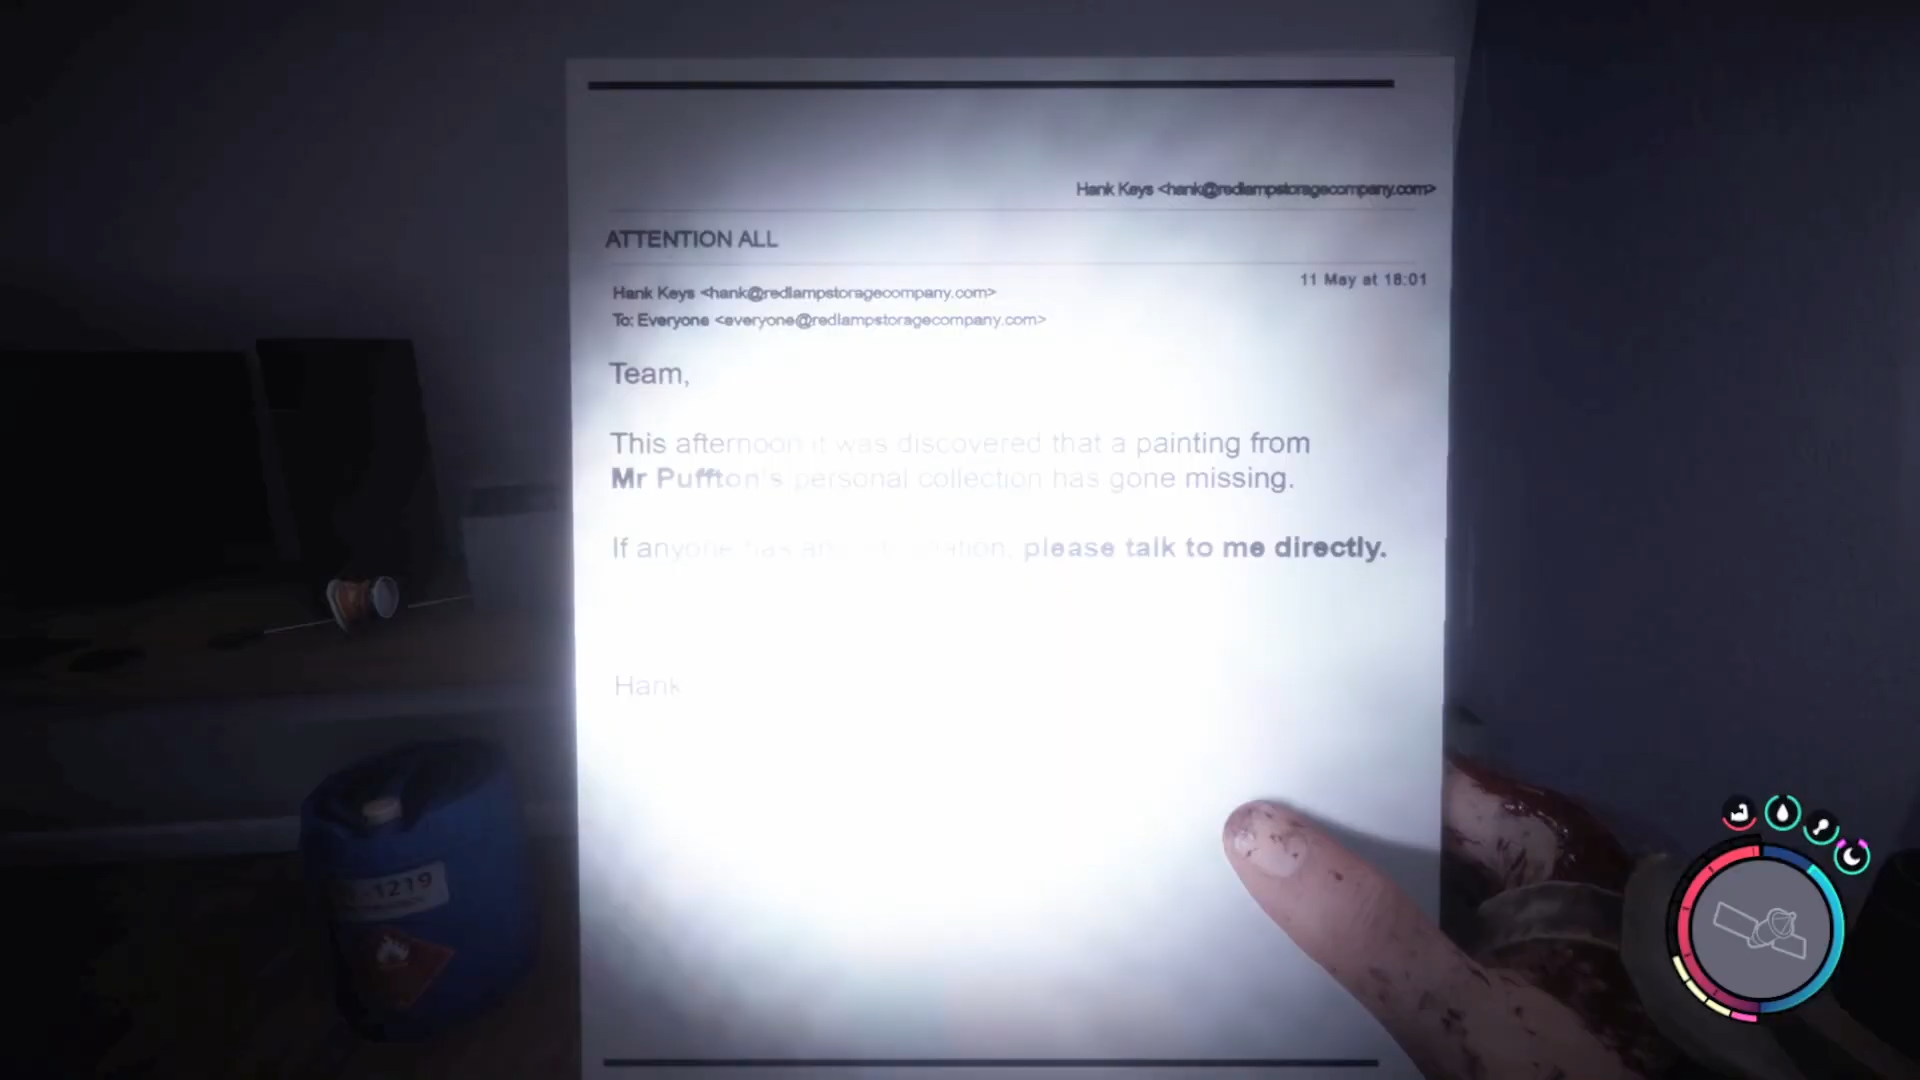 Hank Keys <hank@redlampstoragecompany.com>
ATTENTION ALL
11 May at 18:01
Hank Keys <hank@redlampstoragecompany.com>
To: Everyone <everyone@redlampstoragecompany.com>
Team,
This afternoon it was discovered that a painting from
Mr Puffton's personal collection has gone missing.
If anyone has any information, please talk to me directly.
Hank
1219